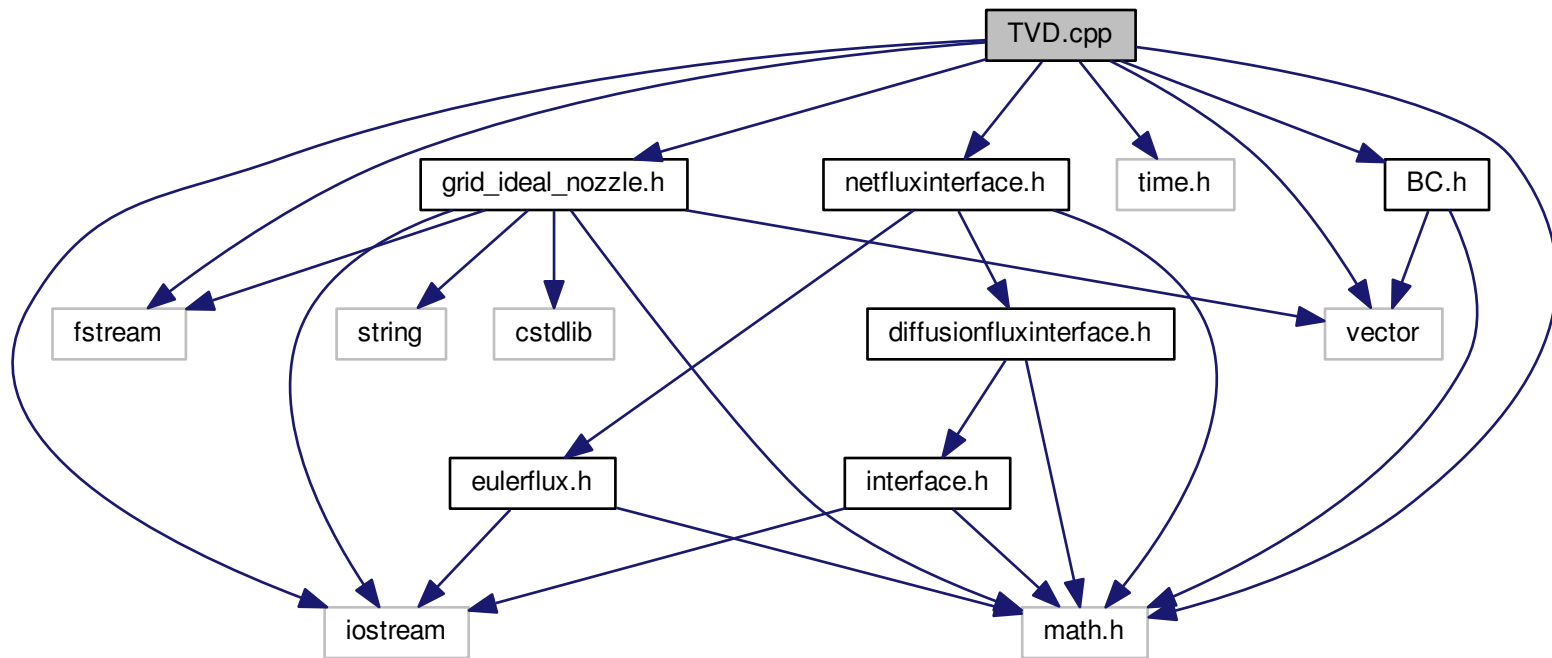 TVD.cpp
grid_ideal_nozzle.h
netfluxinterface.h
time.h
BC.h
fstream
string
cstdlib
diffusionfluxinterface.h
vector
eulerflux.h
interface.h
iostream
math.h